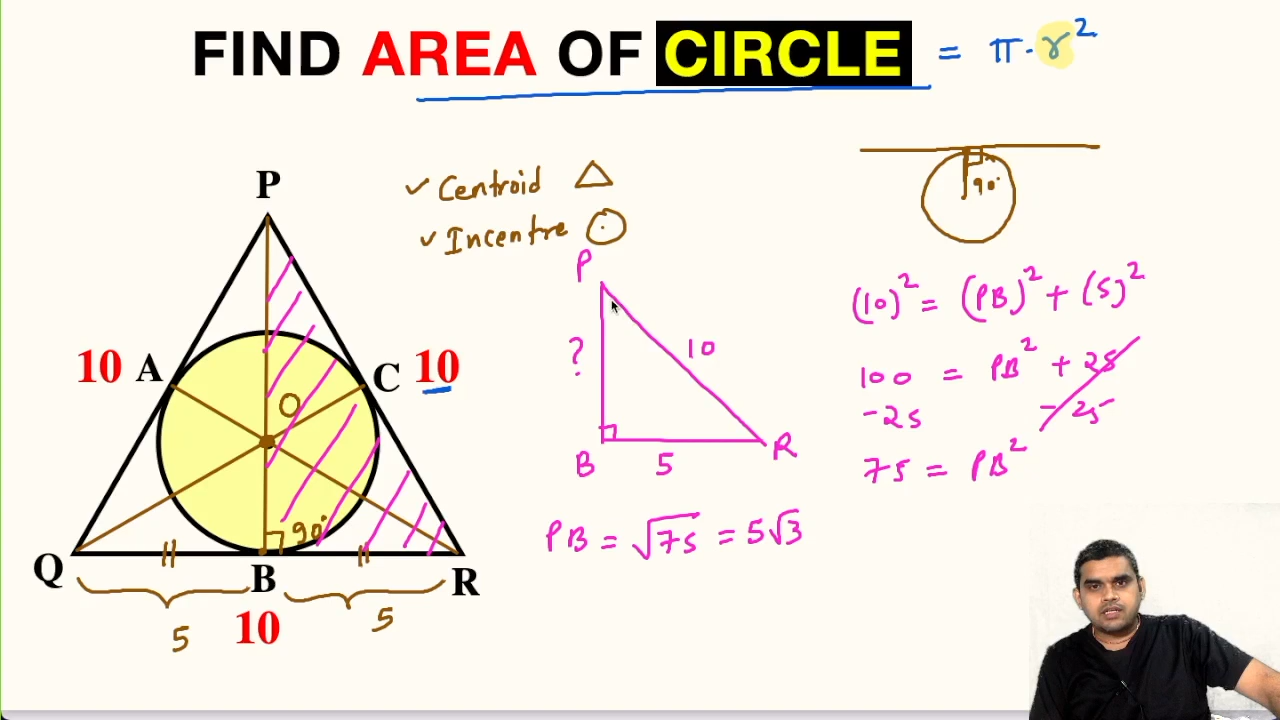 FIND AREA OF CIRCLE = π·r²
✓ Centroid △
✓ Incentre
90°
P
10 A
C 10
O
90°
Q
B
R
5
10
5
P
?
10
B
5
R
(10)² = (PB)² + (5)²
100 = PB² + 25
-25 - 25
75 = PB²
PB = √75 = 5√3